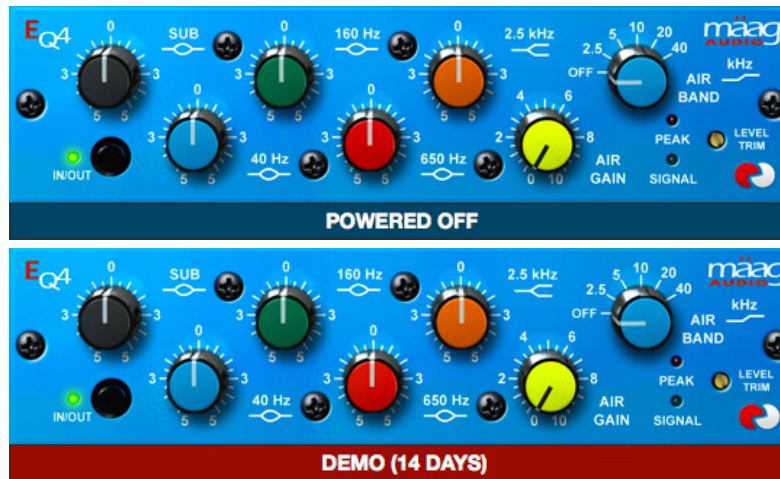 EQ4
0
SUB
0
160 Hz
0
2.5 kHz
2.5 5 10 20 40
mäag
AUDIO
kHz
3 3
3 3
3 3
OFF
AIR
BAND
5 5
0
5 5
0
5 5
4 6
3 3
3 3
2 8
PEAK
LEVEL
TRIM
IN/OUT
5 5
40 Hz
5 5
650 Hz
0 10
AIR
GAIN
SIGNAL
POWERED OFF
EQ4
0
SUB
0
160 Hz
0
2.5 kHz
2.5 5 10 20 40
mäag
AUDIO
kHz
3 3
3 3
3 3
OFF
AIR
BAND
5 5
0
5 5
0
5 5
4 6
3 3
3 3
2 8
PEAK
LEVEL
TRIM
IN/OUT
5 5
40 Hz
5 5
650 Hz
0 10
AIR
GAIN
SIGNAL
DEMO (14 DAYS)